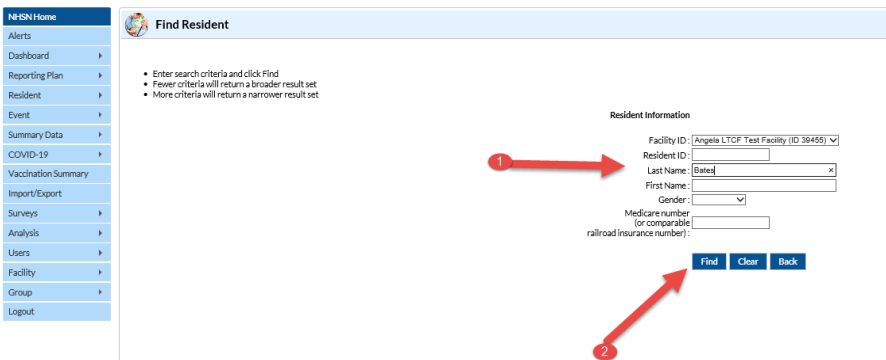 NHSN Home
Alerts
Dashboard
Reporting Plan
Resident
Event
Summary Data
COVID-19
Vaccination Summary
Import/Export
Surveys
Analysis
Users
Facility
Group
Logout
Find Resident
• Enter search criteria and click Find
• Fewer criteria will return a broader result set
• More criteria will return a narrower result set
Resident Information
Facility ID : Angela LTCF Test Facility (ID 39455)
Resident ID :
1
Last Name : Bates x
First Name :
Gender :
Medicare number
(or comparable
railroad insurance number) :
Find Clear Back
2